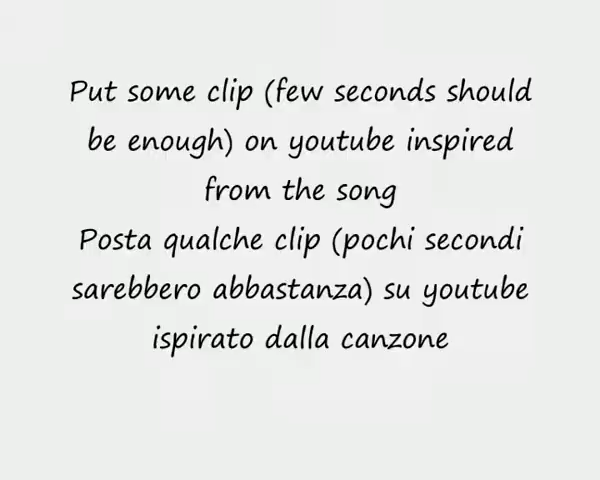 Put some clip (few seconds should
be enough) on youtube inspired
from the song
Posta qualche clip (pochi secondi
sarebbero abbastanza) su youtube
ispirato dalla canzone